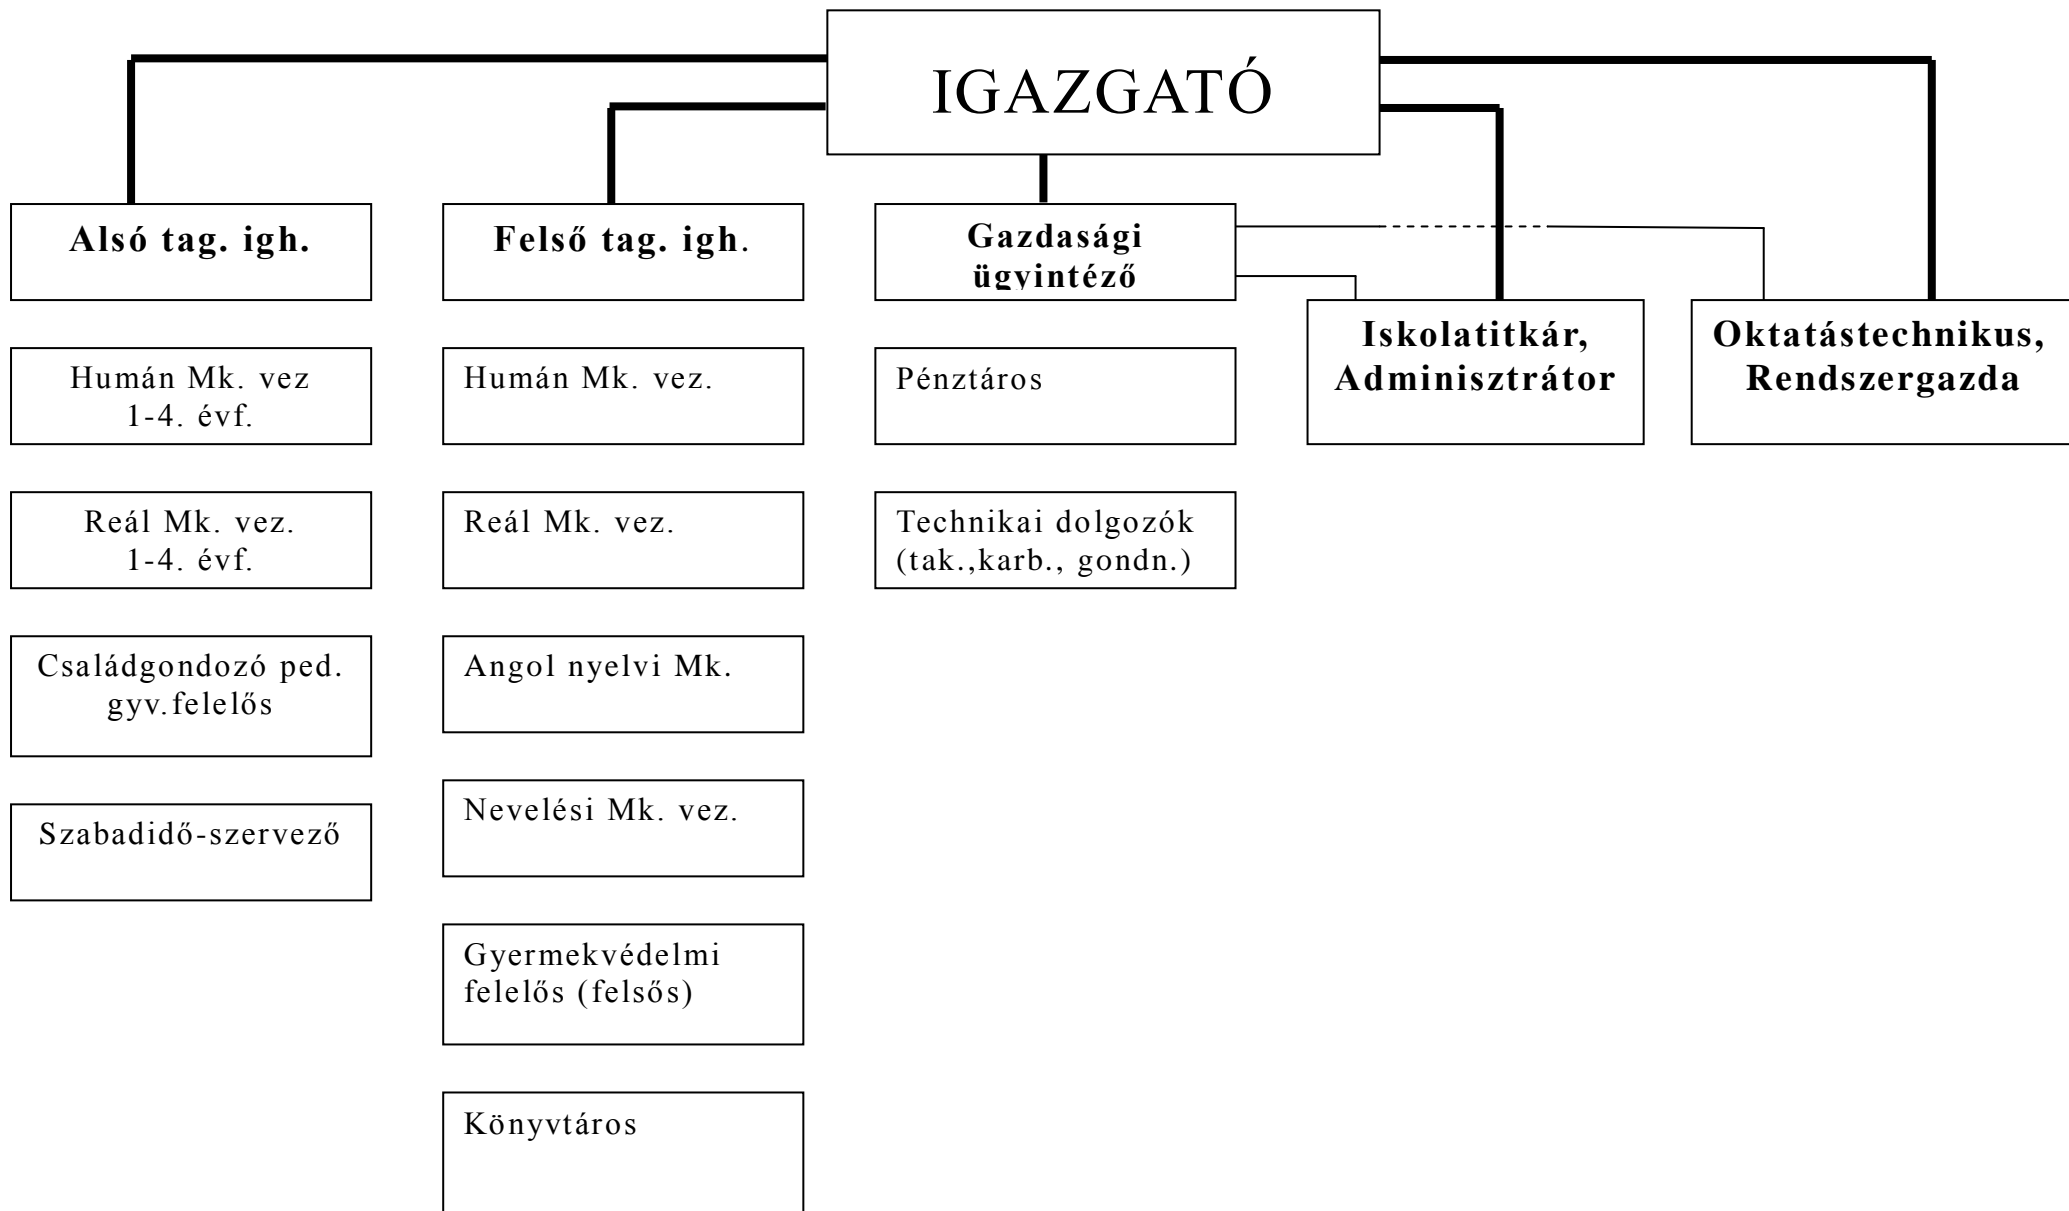 IGAZGATÓ
Alsó tag. igh.
Felső tag. igh.
Gazdasági
ügyintéző
Iskolatitkár,
Adminisztrátor
Oktatástechnikus,
Rendszergazda
Humán Mk. vez
1-4. évf.
Reál Mk. vez.
1-4. évf.
Családgondozó ped.
gyv.felelős
Szabadidő-szervező
Humán Mk. vez.
Reál Mk. vez.
Angol nyelvi Mk.
Nevelési Mk. vez.
Gyermekvédelmi
felelős (felsős)
Könyvtáros
Pénztáros
Technikai dolgozók
(tak.,karb., gondn.)